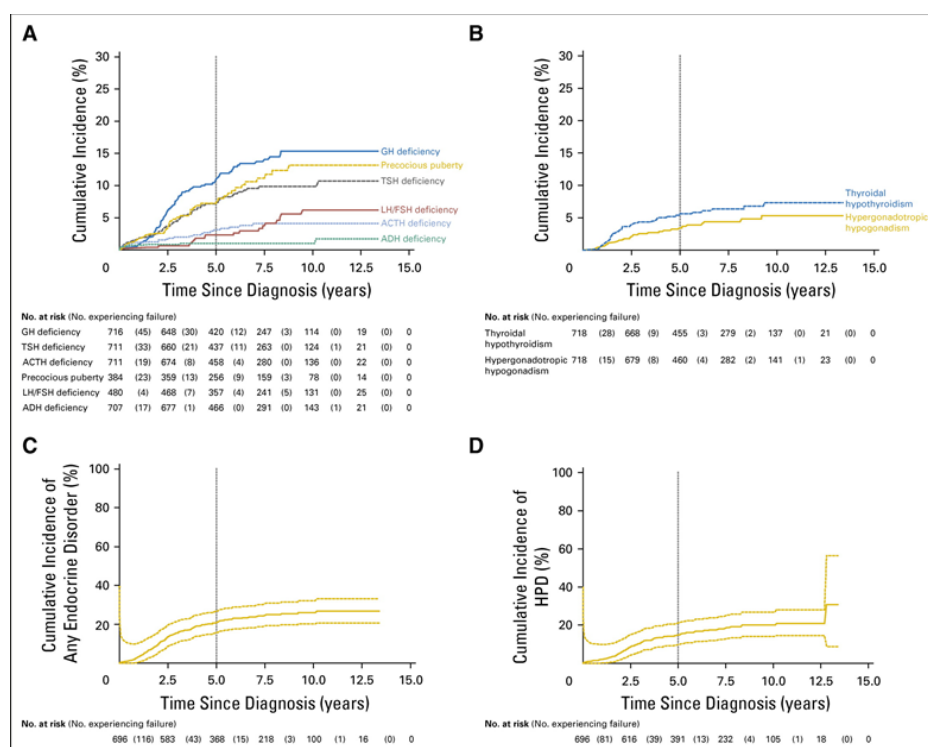 A
Cumulative Incidence (%)
30
25
20
15
10
5
0
2.5
5.0
7.5
10.0
12.5
15.0
GH deficiency
Precocious puberty
TSH deficiency
LH/FSH deficiency
ACTH deficiency
ADH deficiency
Time Since Diagnosis (years)
No. at risk (No. experiencing failure)
GH deficiency 716 (45) 648 (30) 420 (12) 247 (3) 114 (0) 19 (0) 0
TSH deficiency 711 (33) 660 (21) 437 (11) 263 (0) 124 (1) 21 (0) 0
ACTH deficiency 711 (19) 674 (8) 458 (4) 280 (0) 136 (0) 22 (0) 0
Precocious puberty 384 (23) 359 (13) 256 (9) 159 (3) 78 (0) 14 (0) 0
LH/FSH deficiency 480 (4) 468 (7) 357 (4) 241 (5) 131 (0) 25 (0) 0
ADH deficiency 707 (17) 677 (1) 466 (0) 291 (0) 143 (1) 21 (0) 0
B
Cumulative Incidence (%)
30
25
20
15
10
5
0
2.5
5.0
7.5
10.0
12.5
15.0
Thyroidal
hypothyroidism
Hypergonadotropic
hypogonadism
Time Since Diagnosis (years)
No. at risk (No. experiencing failure)
Thyroidal 718 (28) 668 (9) 455 (3) 279 (2) 137 (0) 21 (0) 0
hypothyroidism
Hypergonadotropic 718 (15) 679 (8) 460 (4) 282 (2) 141 (1) 23 (0) 0
hypogonadism
C
Cumulative Incidence of
Any Endocrine Disorder (%)
100
80
60
40
20
0
2.5
5.0
7.5
10.0
12.5
15.0
Time Since Diagnosis (years)
No. at risk (No. experiencing failure)
696 (116) 583 (43) 368 (15) 218 (3) 100 (1) 16 (0) 0
D
Cumulative Incidence of
HPD (%)
100
80
60
40
20
0
2.5
5.0
7.5
10.0
12.5
15.0
Time Since Diagnosis (years)
No. at risk (No. experiencing failure)
696 (81) 616 (39) 391 (13) 232 (4) 105 (1) 18 (0) 0